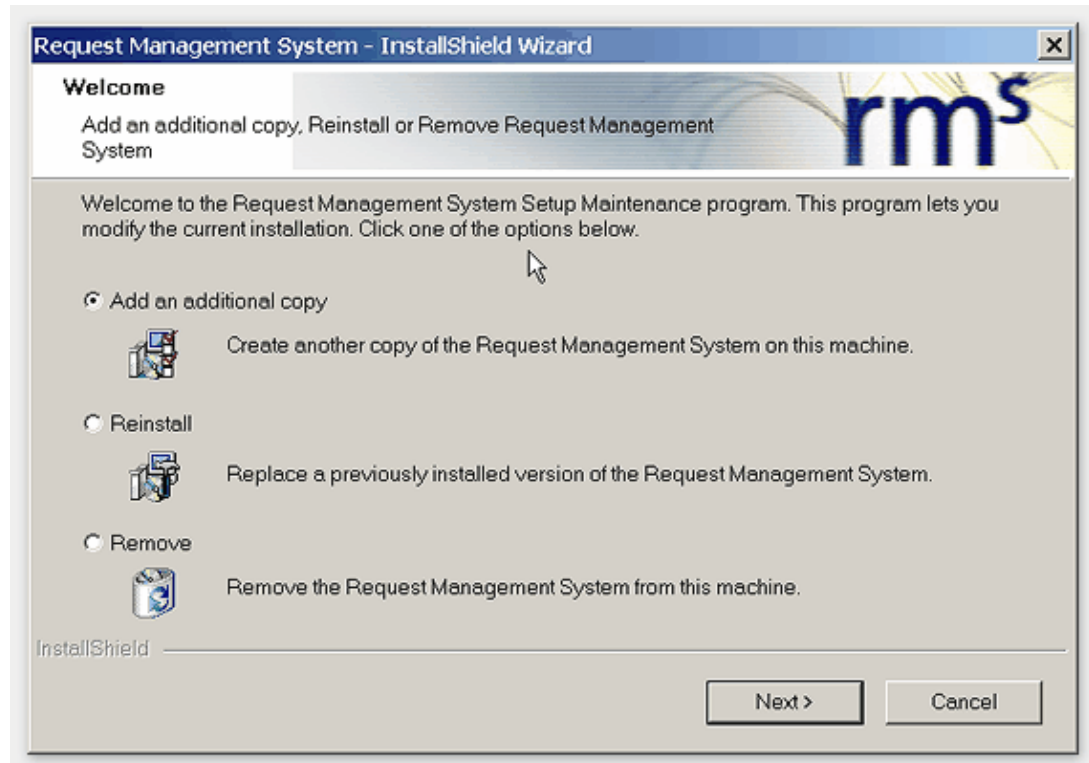 Request Management System - InstallShield Wizard
Welcome
Add an additional copy, Reinstall or Remove Request Management
System
rms
Welcome to the Request Management System Setup Maintenance program. This program lets you
modify the current installation. Click one of the options below.
Add an additional copy
Create another copy of the Request Management System on this machine.
Reinstall
Replace a previously installed version of the Request Management System.
Remove
Remove the Request Management System from this machine.
InstallShield
Next >
Cancel